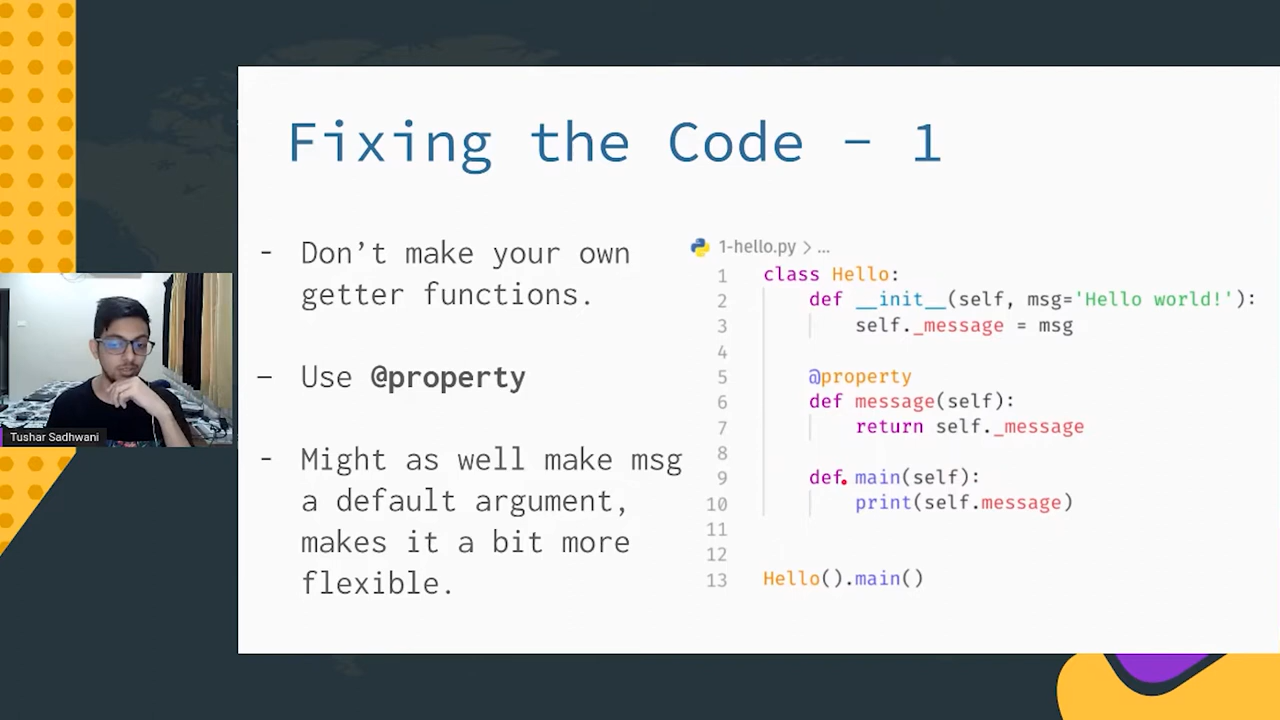 Fixing the Code - 1
- Don't make your own
getter functions.
- Use @property
- Might as well make msg
a default argument,
makes it a bit more
flexible.
1-hello.py > ...
1 class Hello:
2 def __init__(self, msg='Hello world!'):
3 self._message = msg
4
5 @property
6 def message(self):
7 return self._message
8
9 def main(self):
10 print(self.message)
11
12
13 Hello().main()
Tushar Sadhwani